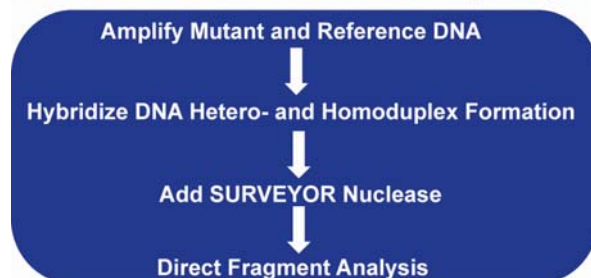 Amplify Mutant and Reference DNA
Hybridize DNA Hetero- and Homoduplex Formation
Add SURVEYOR Nuclease
Direct Fragment Analysis